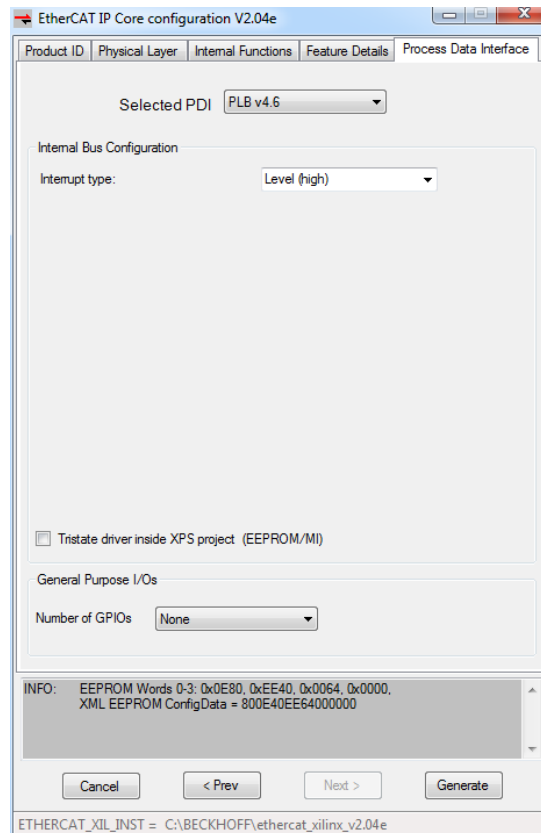 EtherCAT IP Core configuration V2.04e
Product ID Physical Layer Internal Functions Feature Details Process Data Interface
Selected PDI PLB v4.6
Internal Bus Configuration
Interrupt type: Level (high)
Tristate driver inside XPS project (EEPROM/MI)
General Purpose I/Os
Number of GPIOs None
INFO: EEPROM Words 0-3: 0x0E80, 0xEE40, 0x0064, 0x0000,
XML EEPROM ConfigData = 800E40EE64000000
Cancel < Prev Next > Generate
ETHERCAT_XIL_INST = C:\BECKHOFF\ethercat_xilinx_v2.04e